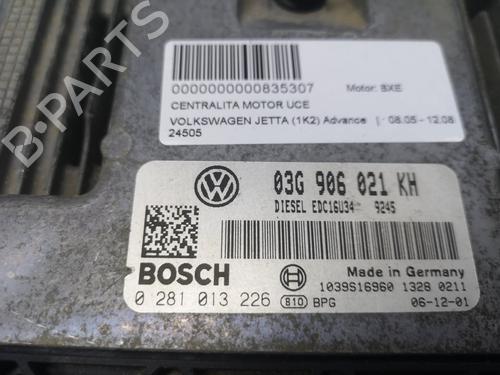 B-PARTS
0000000000835307 Motor: BXE
CENTRALITA MOTOR UCE
VOLKSWAGEN JETTA (1K2) Advance | 08.05 - 12.08
24505
03G 906 021 KH
DIESEL EDC16U34 9245
BOSCH
Made in Germany
1039S16960 1326 0211
0 281 013 226 810 BPG 06-12-01